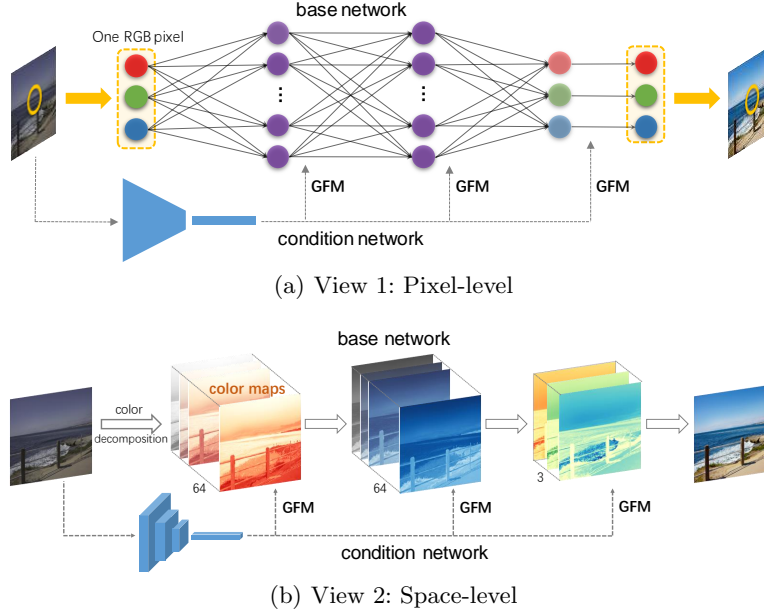 base network
One RGB pixel
...
...
GFM
GFM
GFM
condition network
(a) View 1: Pixel-level
base network
color maps
color
decomposition
64
64
3
GFM
GFM
GFM
condition network
(b) View 2: Space-level